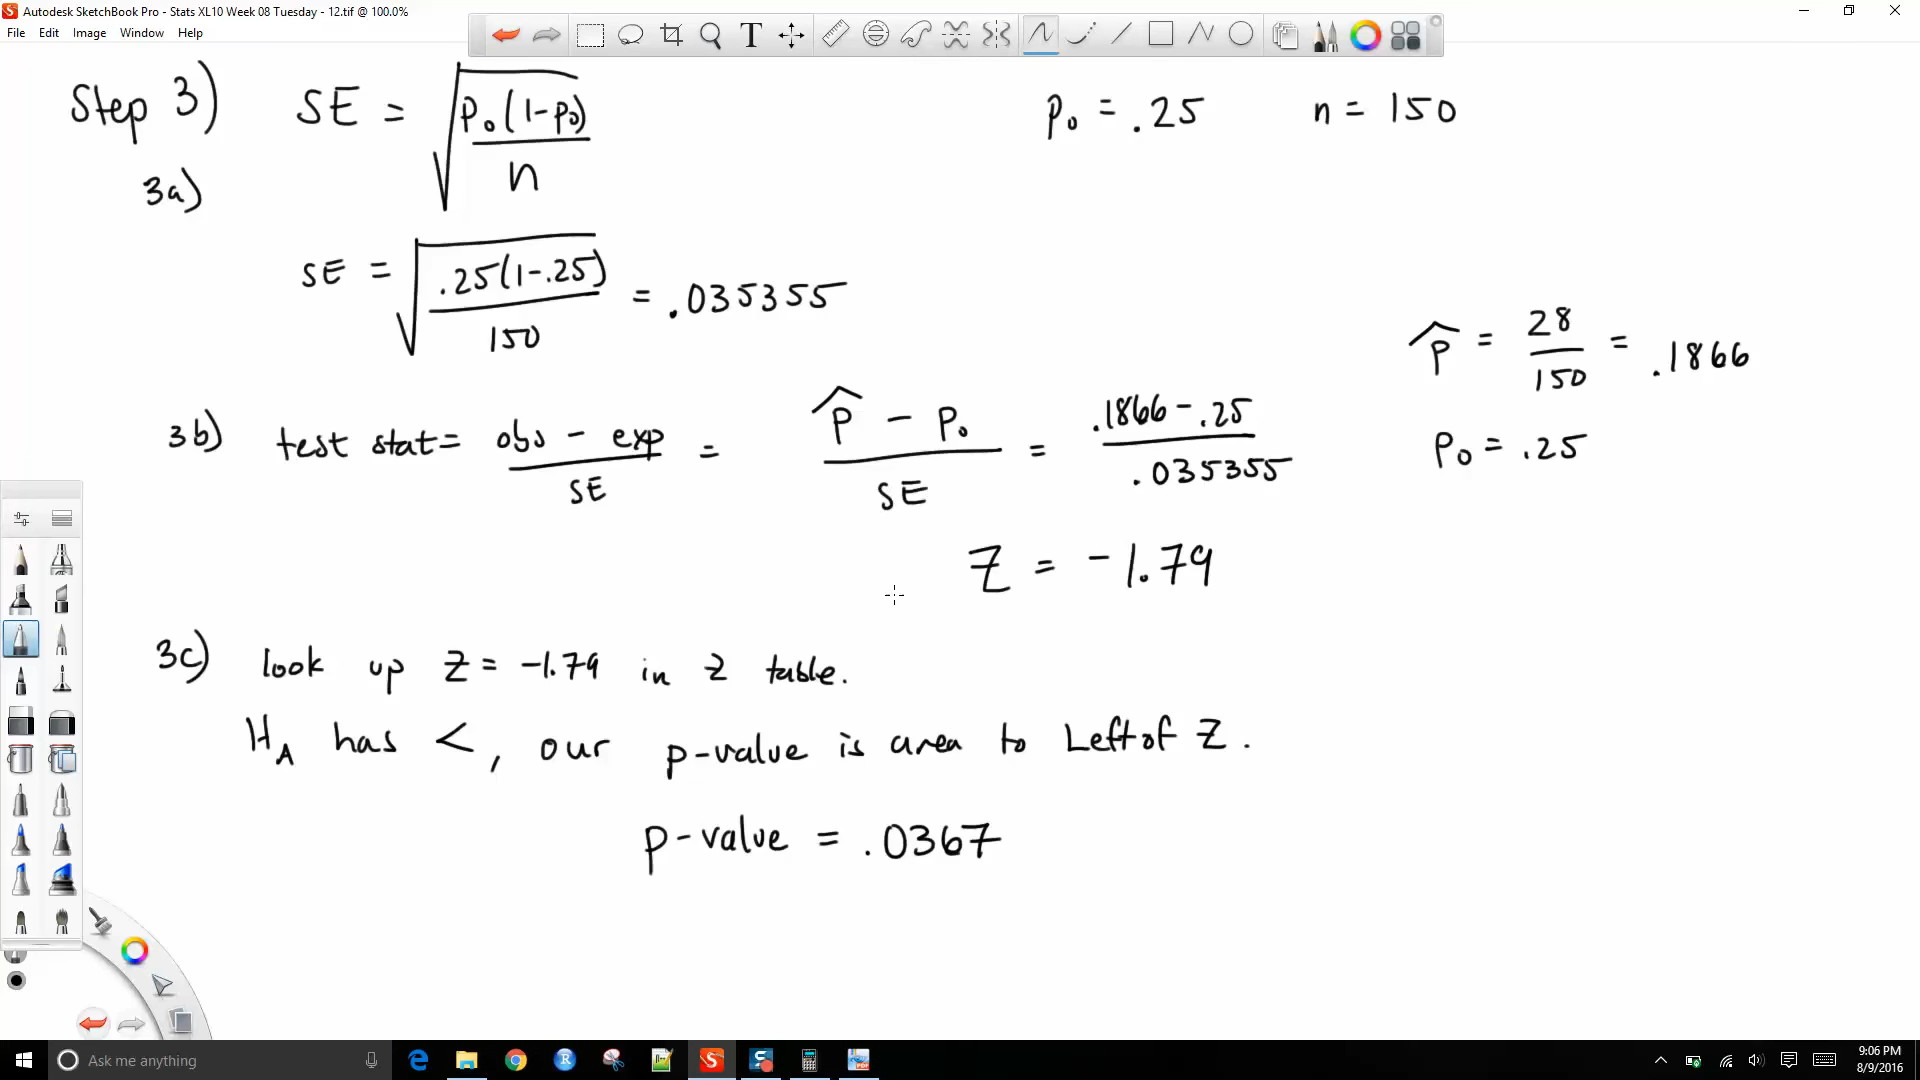 Autodesk SketchBook Pro - Stats XL10 Week 08 Tuesday - 12.tif @ 100.0%
File Edit Image Window Help
T
Step 3) SE = √(p₀(1-p₀)/n) p₀ = .25 n = 150
3a)
SE = √(.25(1-.25)/150) = .035355
p̂ = 28/150 = .1866
3b) test stat = (obs - exp)/SE = (p̂ - p₀)/SE = (.1866 - .25)/.035355
p₀ = .25
Z = -1.79
3c) look up Z = -1.79 in Z table.
H_A has <, our p-value is area to Left of Z.
p-value = .0367
Ask me anything
9:06 PM
8/9/2016